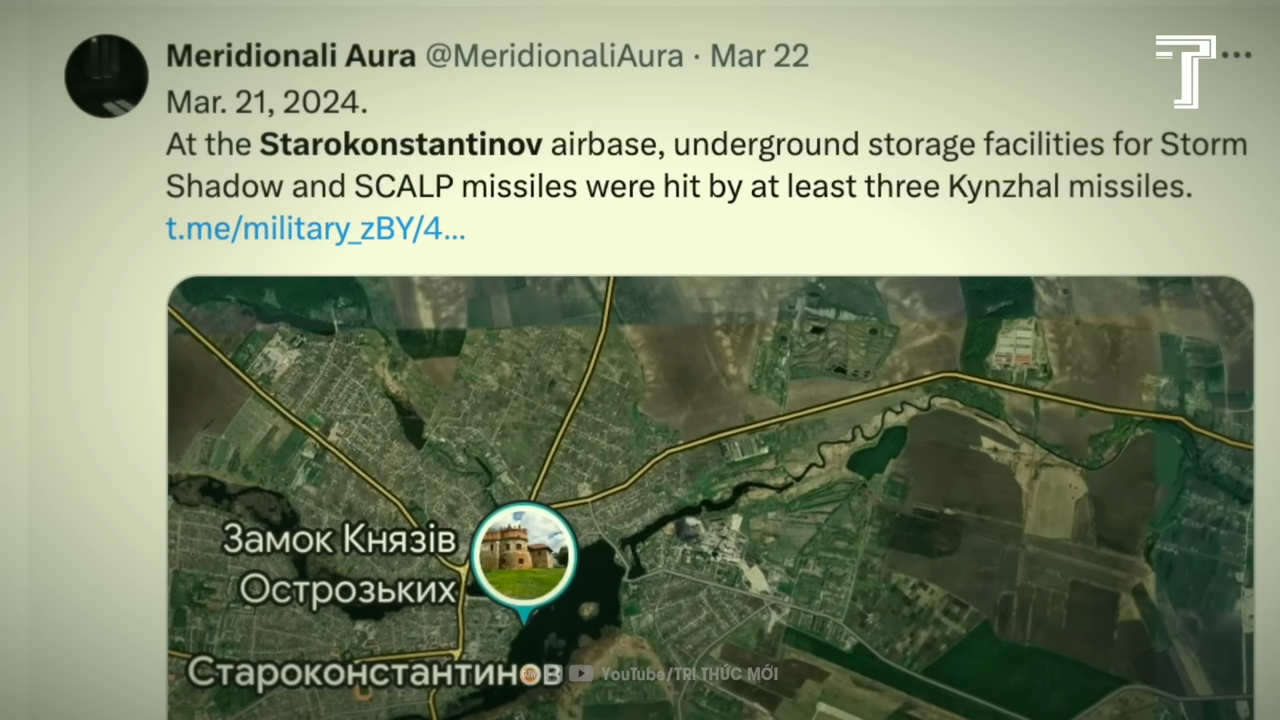 Meridionali Aura @MeridionaliAura · Mar 22
Mar. 21, 2024.
At the Starokonstantinov airbase, underground storage facilities for Storm
Shadow and SCALP missiles were hit by at least three Kynzhal missiles.
t.me/military_zBY/4...
Замок Князів
Острозьких
Староконстантинов
YouTube/TRI THỨC MỚI